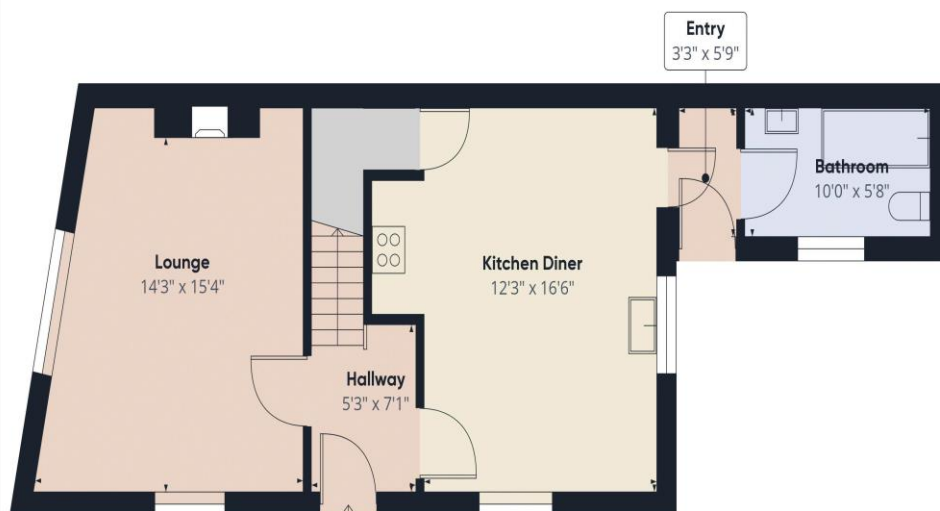 Entry
3'3" x 5'9"
Bathroom
10'0" x 5'8"
Lounge
14'3" x 15'4"
Kitchen Diner
12'3" x 16'6"
Hallway
5'3" x 7'1"